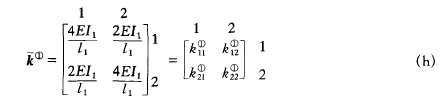 1 2
k̄^① = [4EI₁/l₁ 2EI₁/l₁; 2EI₁/l₁ 4EI₁/l₁] 1 2 = [k₁₁^① k₁₂^①; k₂₁^① k₂₂^①] 1 2 (h)
1 2